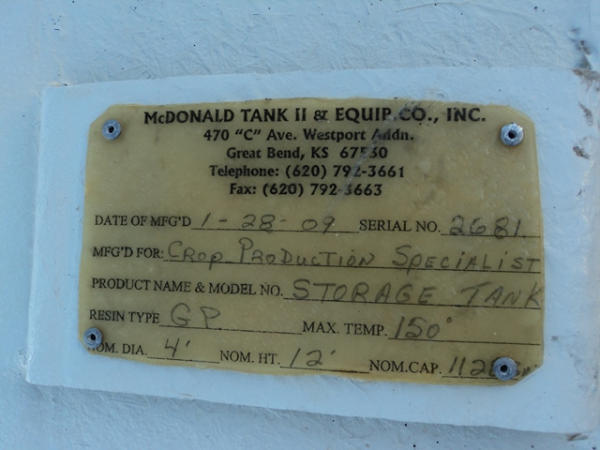 McDONALD TANK II & EQUIP. CO., INC.
470 "C" Ave. Westport Addn.
Great Bend, KS 67530
Telephone: (620) 792-3661
Fax: (620) 792-3663
DATE OF MFG'D 1-28-09 SERIAL NO. 2681
MFG'D FOR: CROP PRODUCTION SPECIALIST
PRODUCT NAME & MODEL NO. STORAGE TANK
RESIN TYPE GP MAX. TEMP. 150°
NOM. DIA. 4' NOM. HT. 12' NOM.CAP.